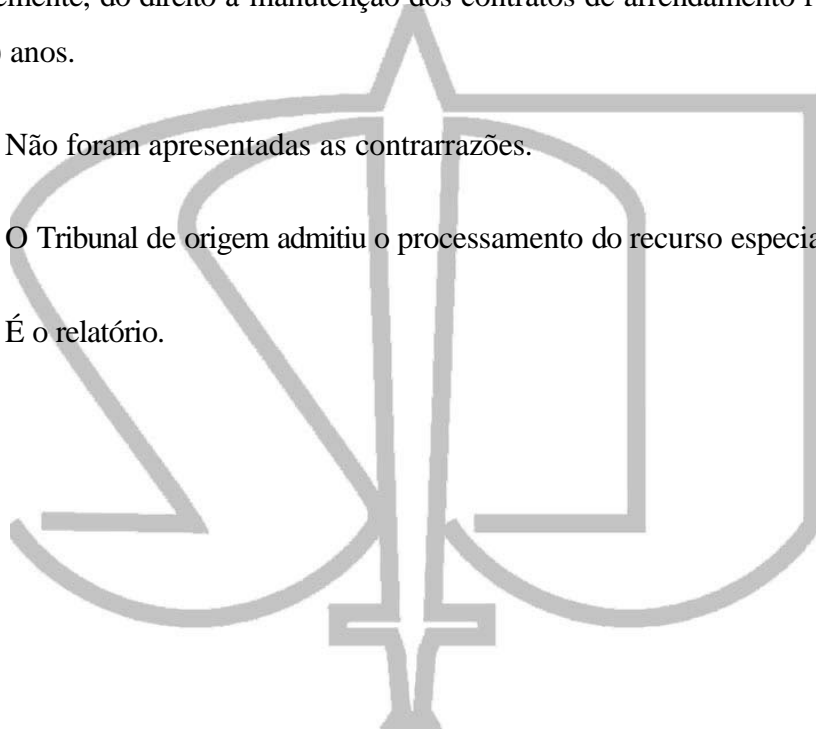 do direito à manutenção dos contratos de arrendamento
anos.
Não foram apresentadas as contrarrazões.
O Tribunal de origem admitiu o processamento do recurso
É o relatório.